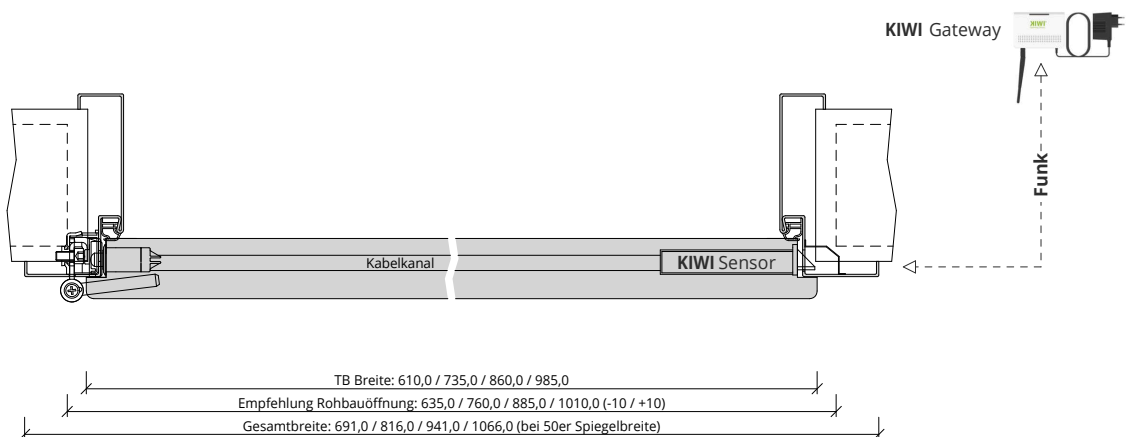 KIWI Gateway
KIWI
Funk
Kabelkanal
KIWI Sensor
TB Breite: 610,0 / 735,0 / 860,0 / 985,0
Empfehlung Rohbauöffnung: 635,0 / 760,0 / 885,0 / 1010,0 (-10 / +10)
Gesamtbreite: 691,0 / 816,0 / 941,0 / 1066,0 (bei 50er Spiegelbreite)